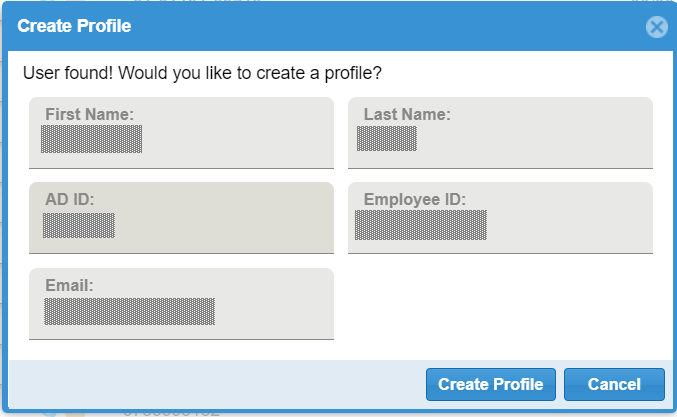 Create Profile
User found! Would you like to create a profile?
First Name:
Last Name:
AD ID:
Employee ID:
Email:
Create Profile
Cancel